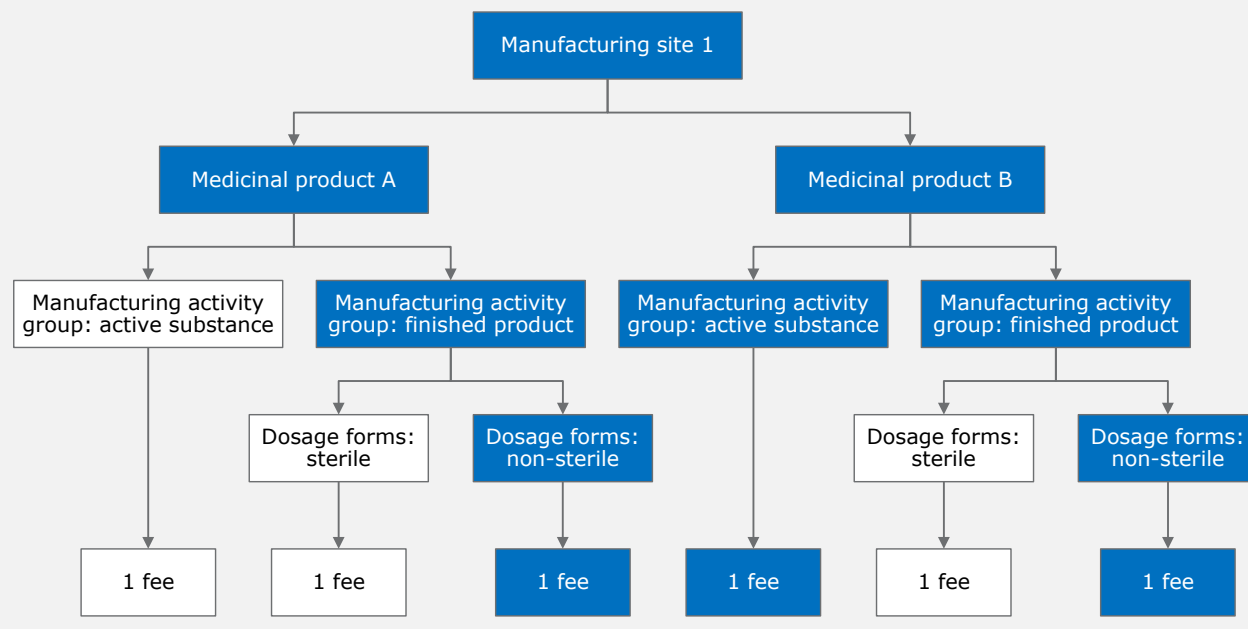 Manufacturing site 1
Medicinal product A
Medicinal product B
Manufacturing activity
group: active substance
Manufacturing activity
group: finished product
Manufacturing activity
group: active substance
Manufacturing activity
group: finished product
Dosage forms:
sterile
Dosage forms:
non-sterile
Dosage forms:
sterile
Dosage forms:
non-sterile
1 fee
1 fee
1 fee
1 fee
1 fee
1 fee